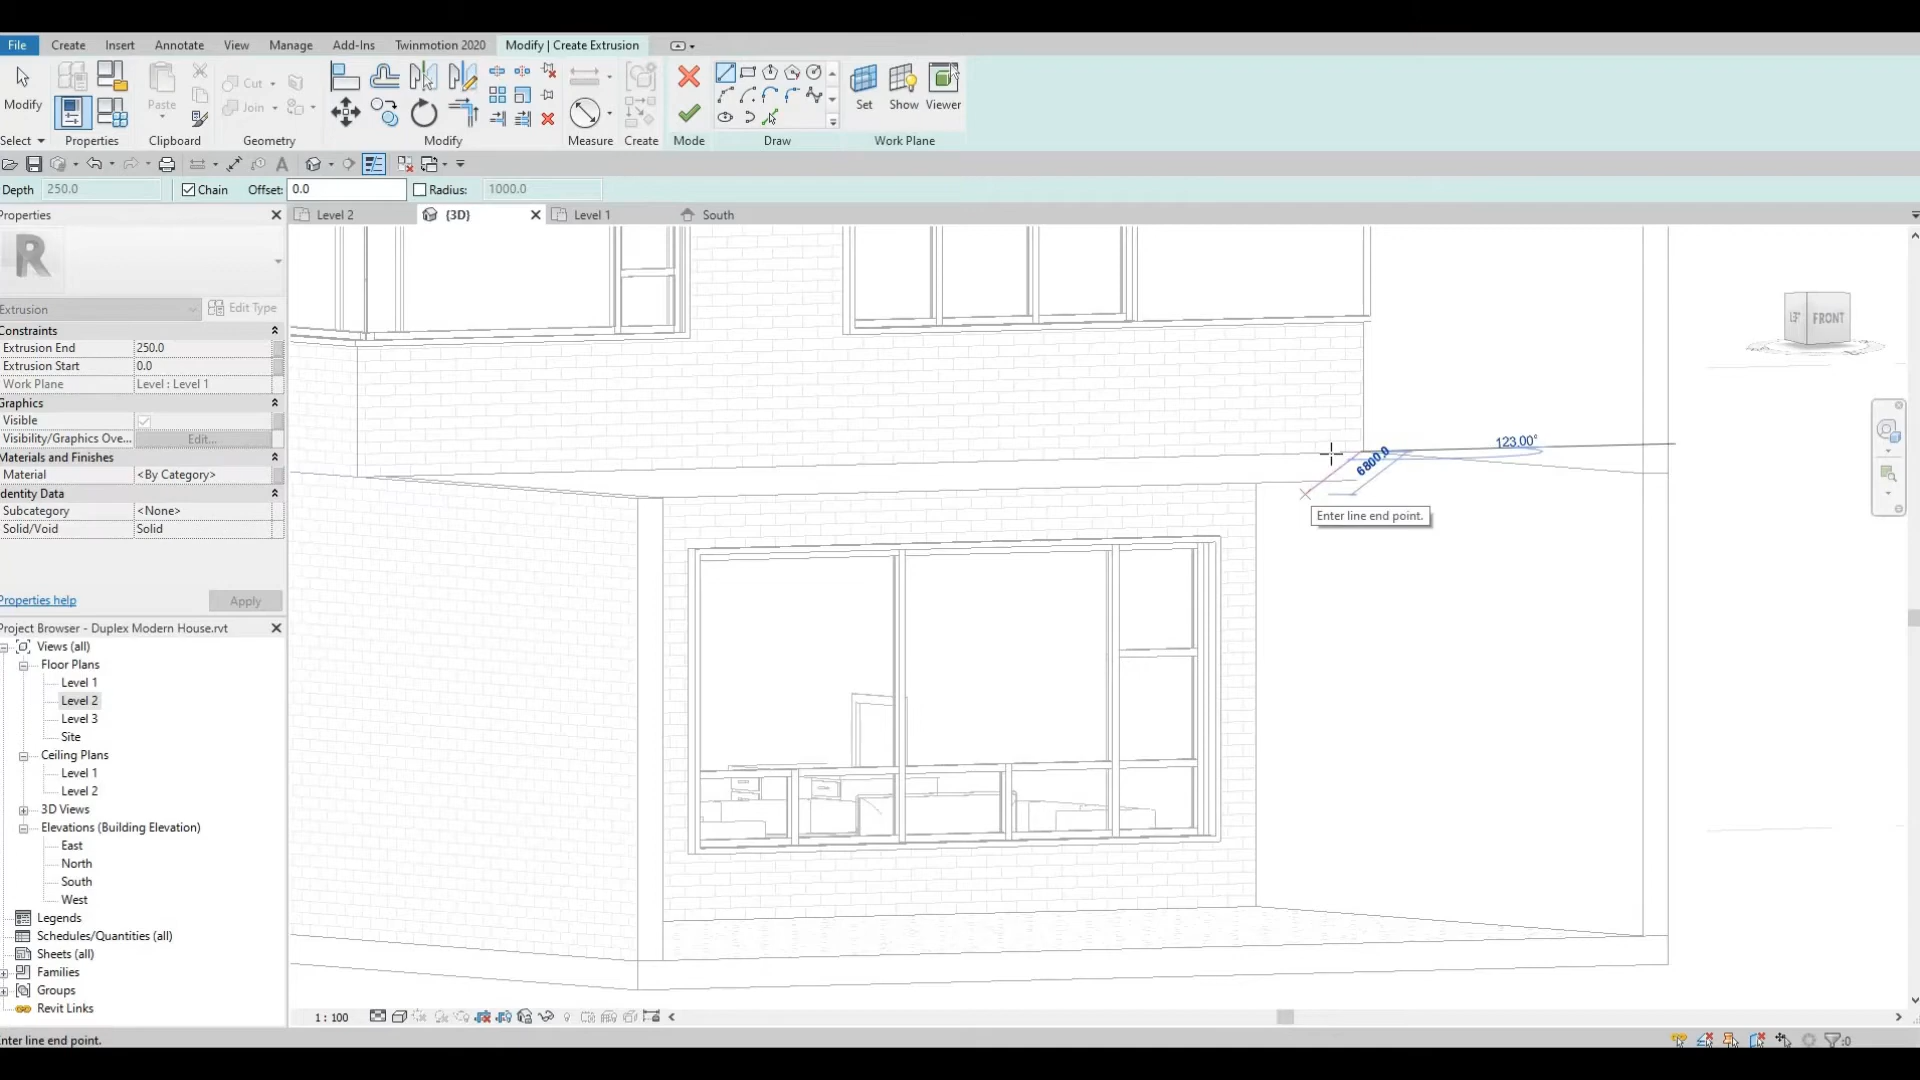 File Create Insert Annotate View Manage Add-Ins Twinmotion 2020 Modify | Create Extrusion
Modify Paste Cut Join Set Show Viewer
Select Properties Clipboard Geometry Modify Measure Create Mode Draw Work Plane
Depth 250.0 Chain Offset: 0.0 Radius: 1000.0
Properties Level 2 {3D} Level 1 South
R
Extrusion Edit Type
Constraints
Extrusion End 250.0
Extrusion Start 0.0
Work Plane Level : Level 1
Graphics
Visible
Visibility/Graphics Ove... Edit...
Materials and Finishes
Material <By Category>
Identity Data
Subcategory <None>
Solid/Void Solid
Properties help Apply
Project Browser - Duplex Modern House.rvt
Views (all)
Floor Plans
Level 1
Level 2
Level 3
Site
Ceiling Plans
Level 1
Level 2
3D Views
Elevations (Building Elevation)
East
North
South
West
Legends
Schedules/Quantities (all)
Sheets (all)
Families
Groups
Revit Links
FRONT
123.00°
6800.0
Enter line end point.
1 : 100
nter line end point.
:0